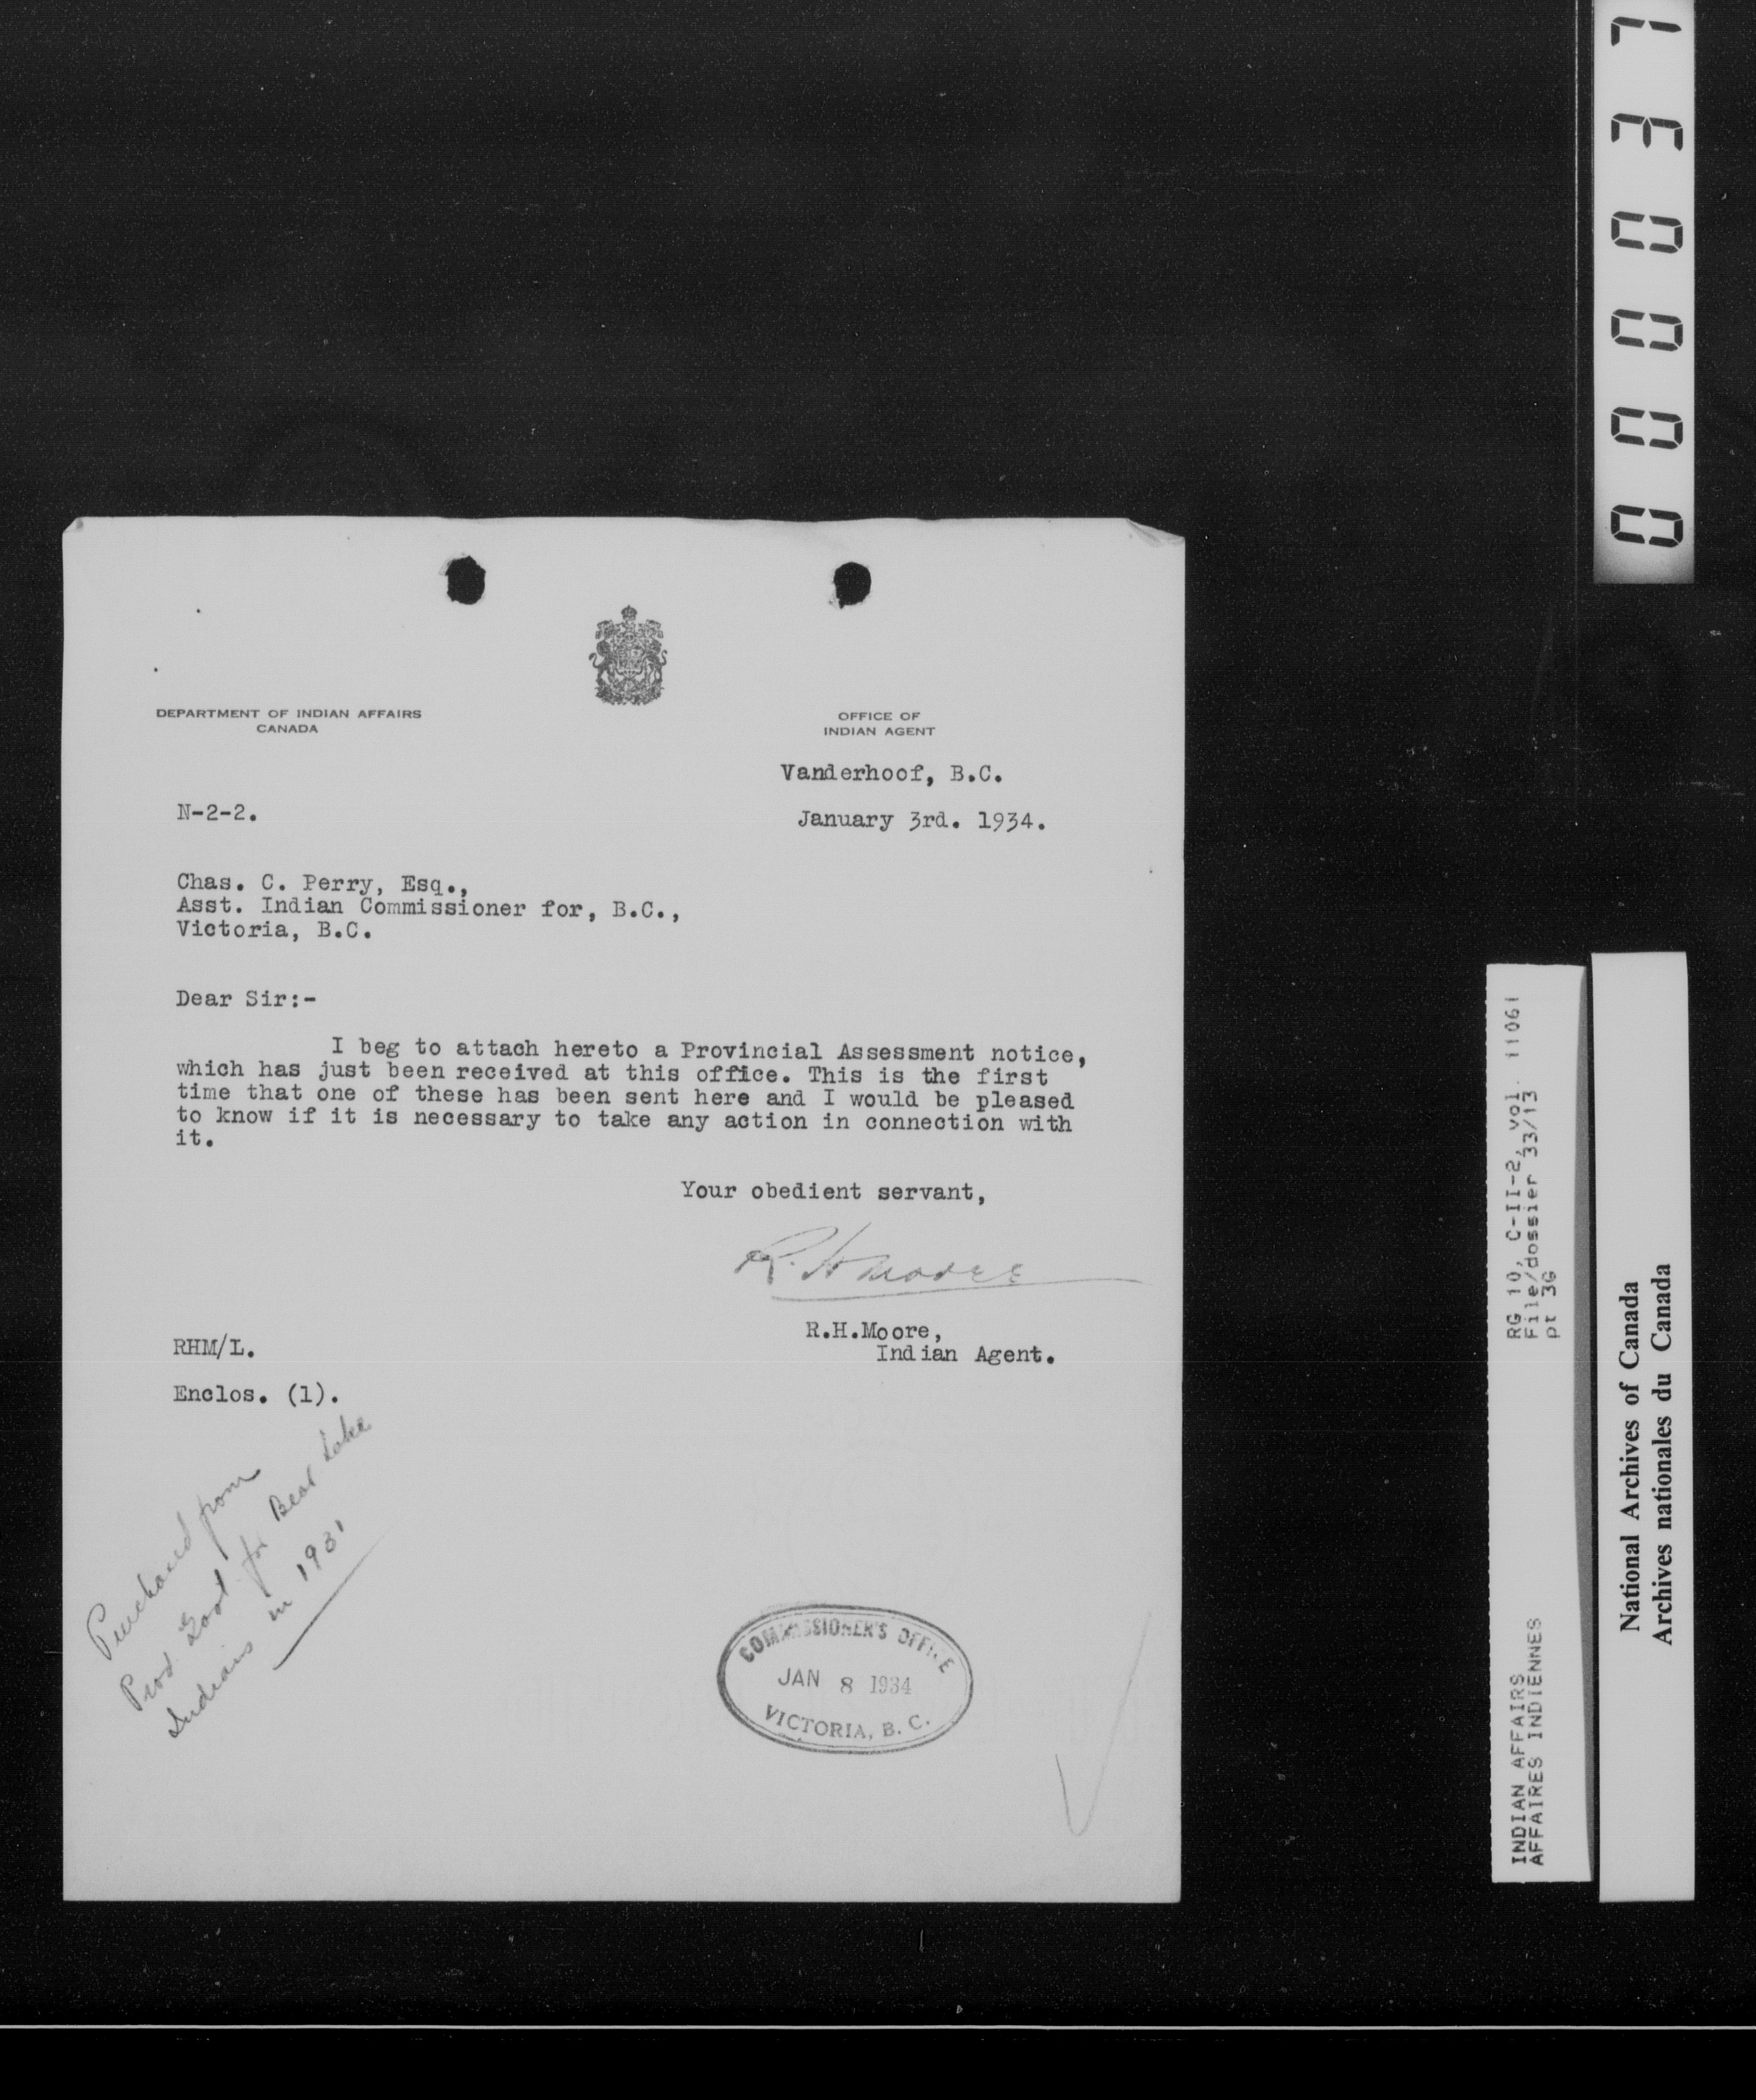 DEPARTMENT OF INDIAN AFFAIRS
CANADA
OFFICE OF
INDIAN AGENT
Vanderhoof, B.C.
N-2-2.
January 3rd. 1934.
Chas. C. Perry, Esq.,
Asst. Indian Commissioner for, B.C.,
Victoria, B.C.
Dear Sir:-
I beg to attach hereto a Provincial Assessment notice,
which has just been received at this office. This is the first
time that one of these has been sent here and I would be pleased
to know if it is necessary to take any action in connection with
it.
Your obedient servant,
R. H Moore
R.H.Moore,
Indian Agent.
RHM/L.
Enclos. (1).
Purchased from
Prov Govt for Bear Lake
Indians in 1931
COMMISSIONER'S OFFICE
JAN 8 1934
VICTORIA, B. C.
000037
RG 10, C-II-2, vol. 11061
File/dossier 33/13
pt 3G
INDIAN AFFAIRS
AFFAIRES INDIENNES
National Archives of Canada
Archives nationales du Canada